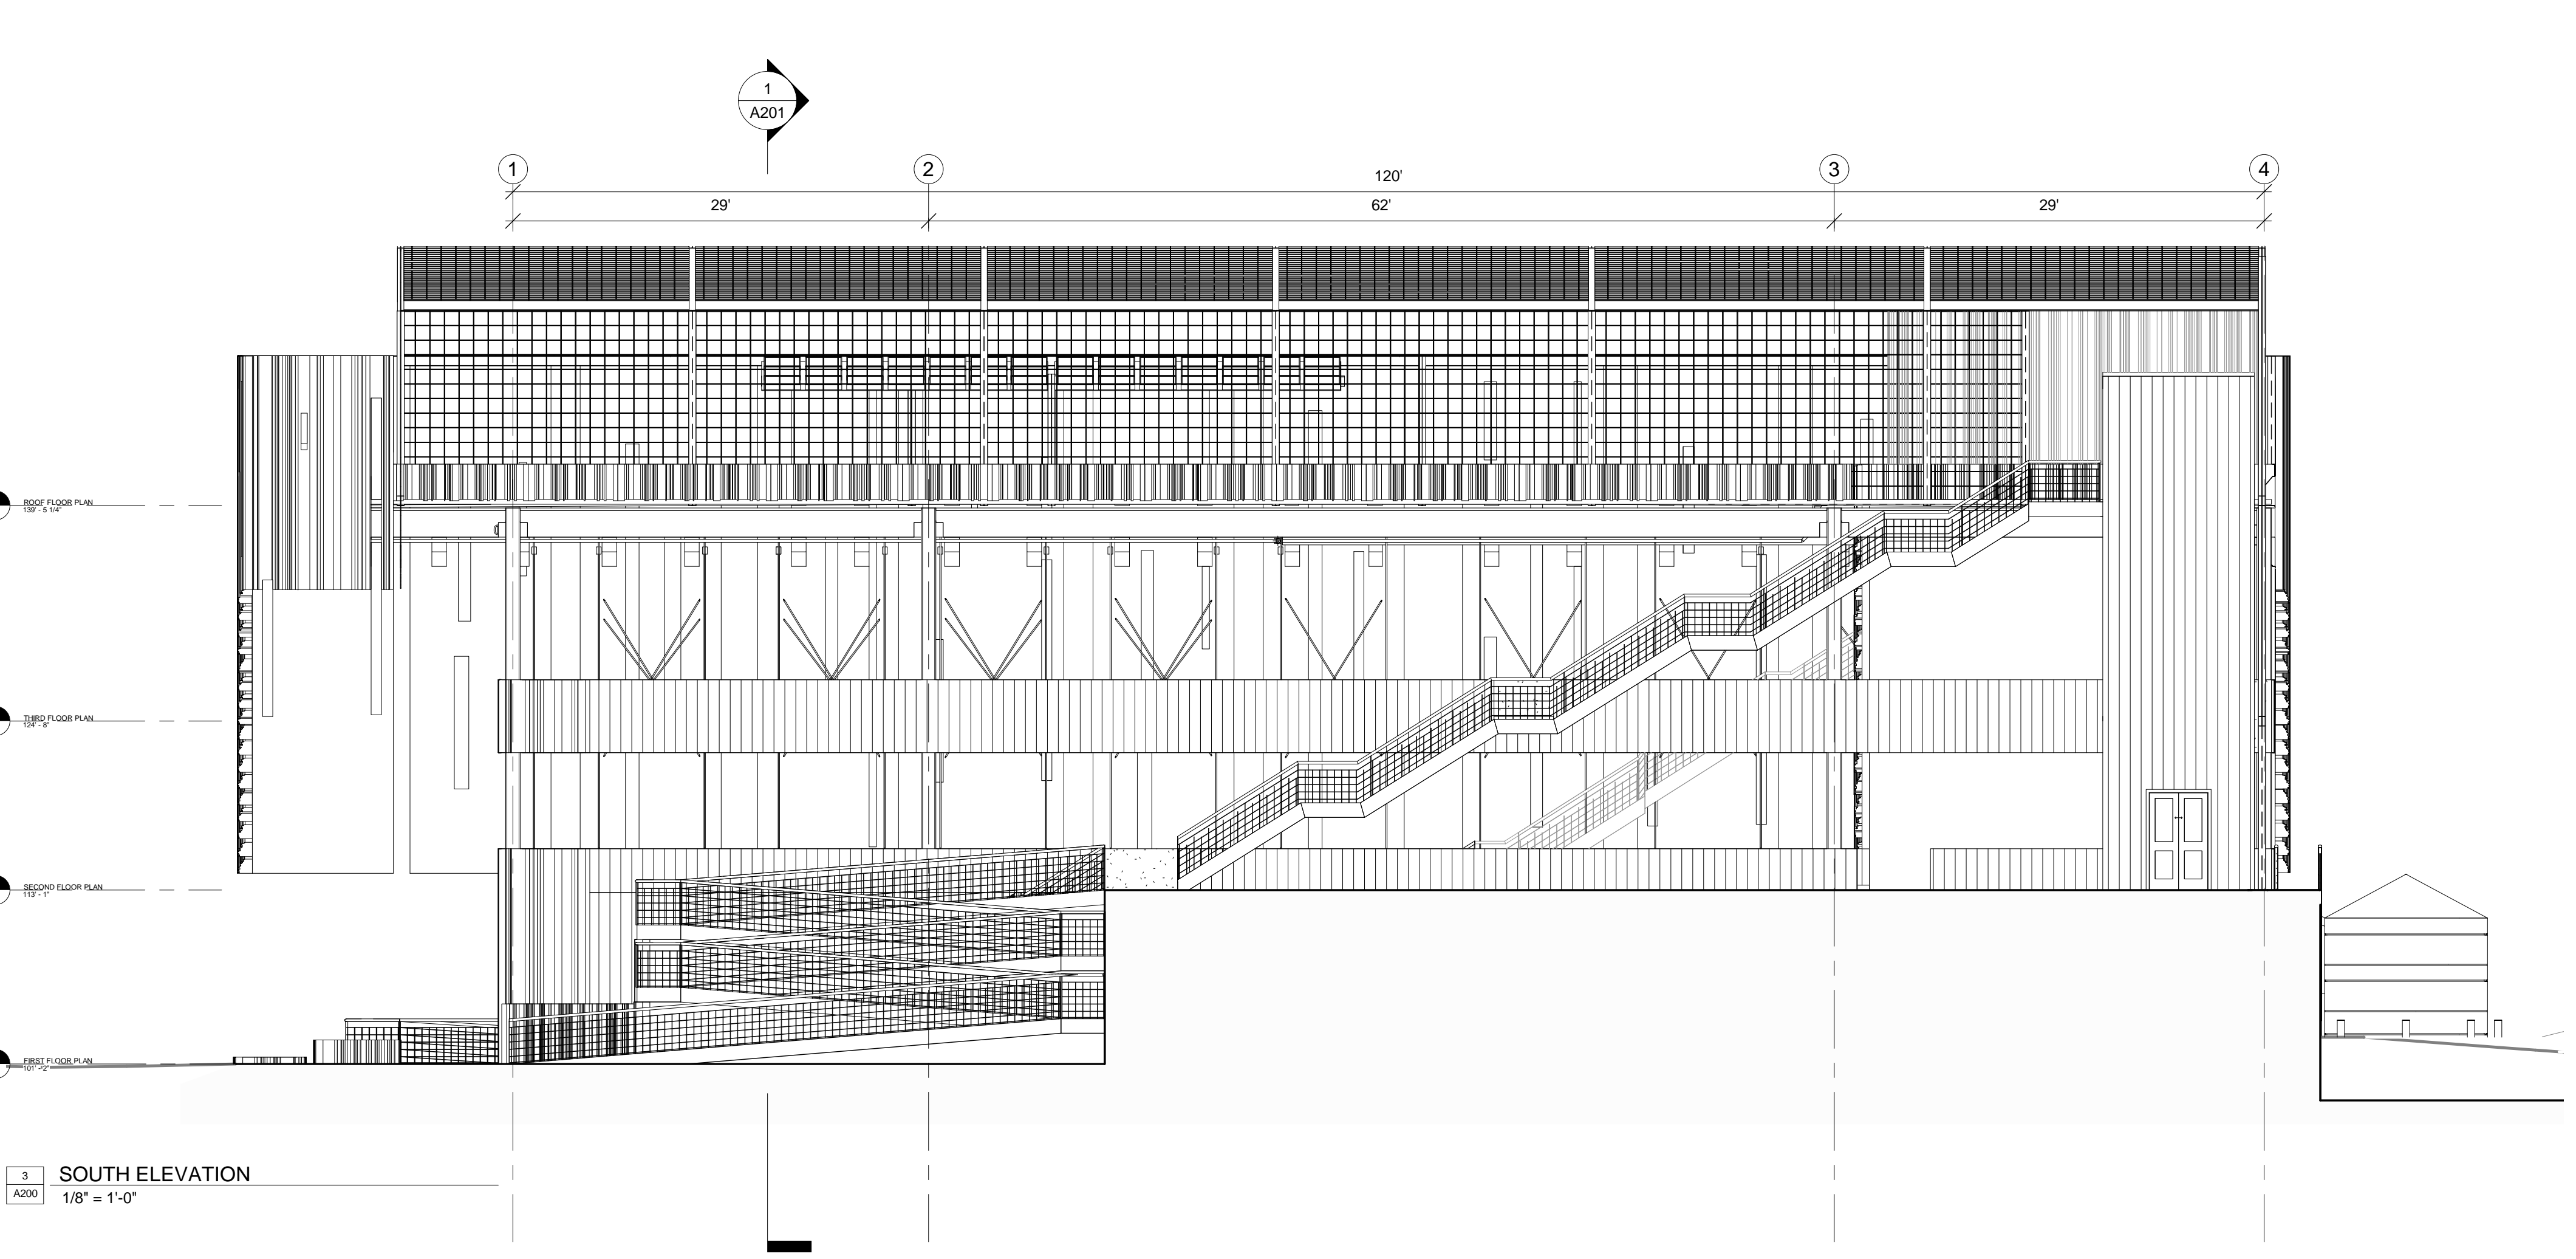 1
A201
1
2
3
4
120'
29'
62'
29'
ROOF FLOOR PLAN
139' - 5 1/4"
THIRD FLOOR PLAN
124' - 8"
SECOND FLOOR PLAN
113' - 1"
FIRST FLOOR PLAN
101' - 2"
3
A200
SOUTH ELEVATION
1/8" = 1'-0"